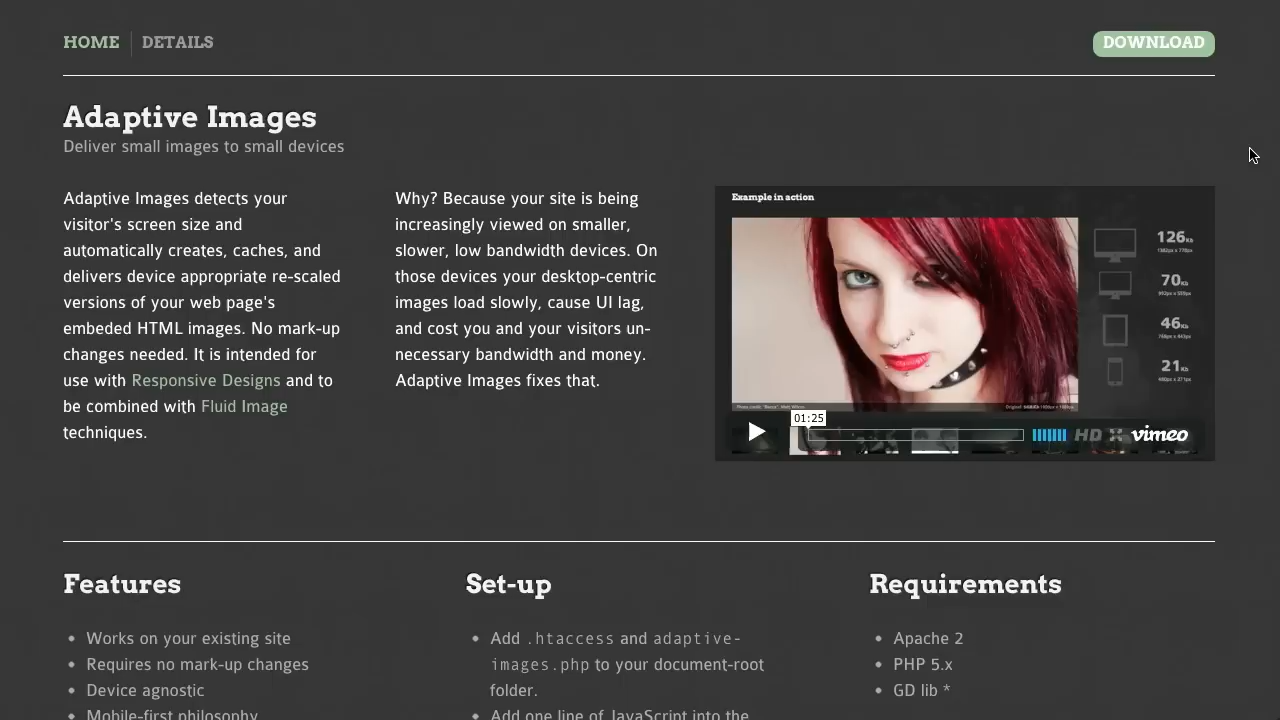 HOME
DETAILS
DOWNLOAD
Adaptive Images
Deliver small images to small devices
Adaptive Images detects your
visitor's screen size and
automatically creates, caches, and
delivers device appropriate re-scaled
versions of your web page's
embeded HTML images. No mark-up
changes needed. It is intended for
use with Responsive Designs and to
be combined with Fluid Image
techniques.
Why? Because your site is being
increasingly viewed on smaller,
slower, low bandwidth devices. On
those devices your desktop-centric
images load slowly, cause UI lag,
and cost you and your visitors un-
necessary bandwidth and money.
Adaptive Images fixes that.
Example in action
126Kb
70Kb
46Kb
21Kb
01:25
HD
vimeo
Features
Works on your existing site
Requires no mark-up changes
Device agnostic
Mobile-first philosophy
Set-up
Add .htaccess and adaptive-
images.php to your document-root
folder.
Add one line of JavaScript into the
Requirements
Apache 2
PHP 5.x
GD lib *